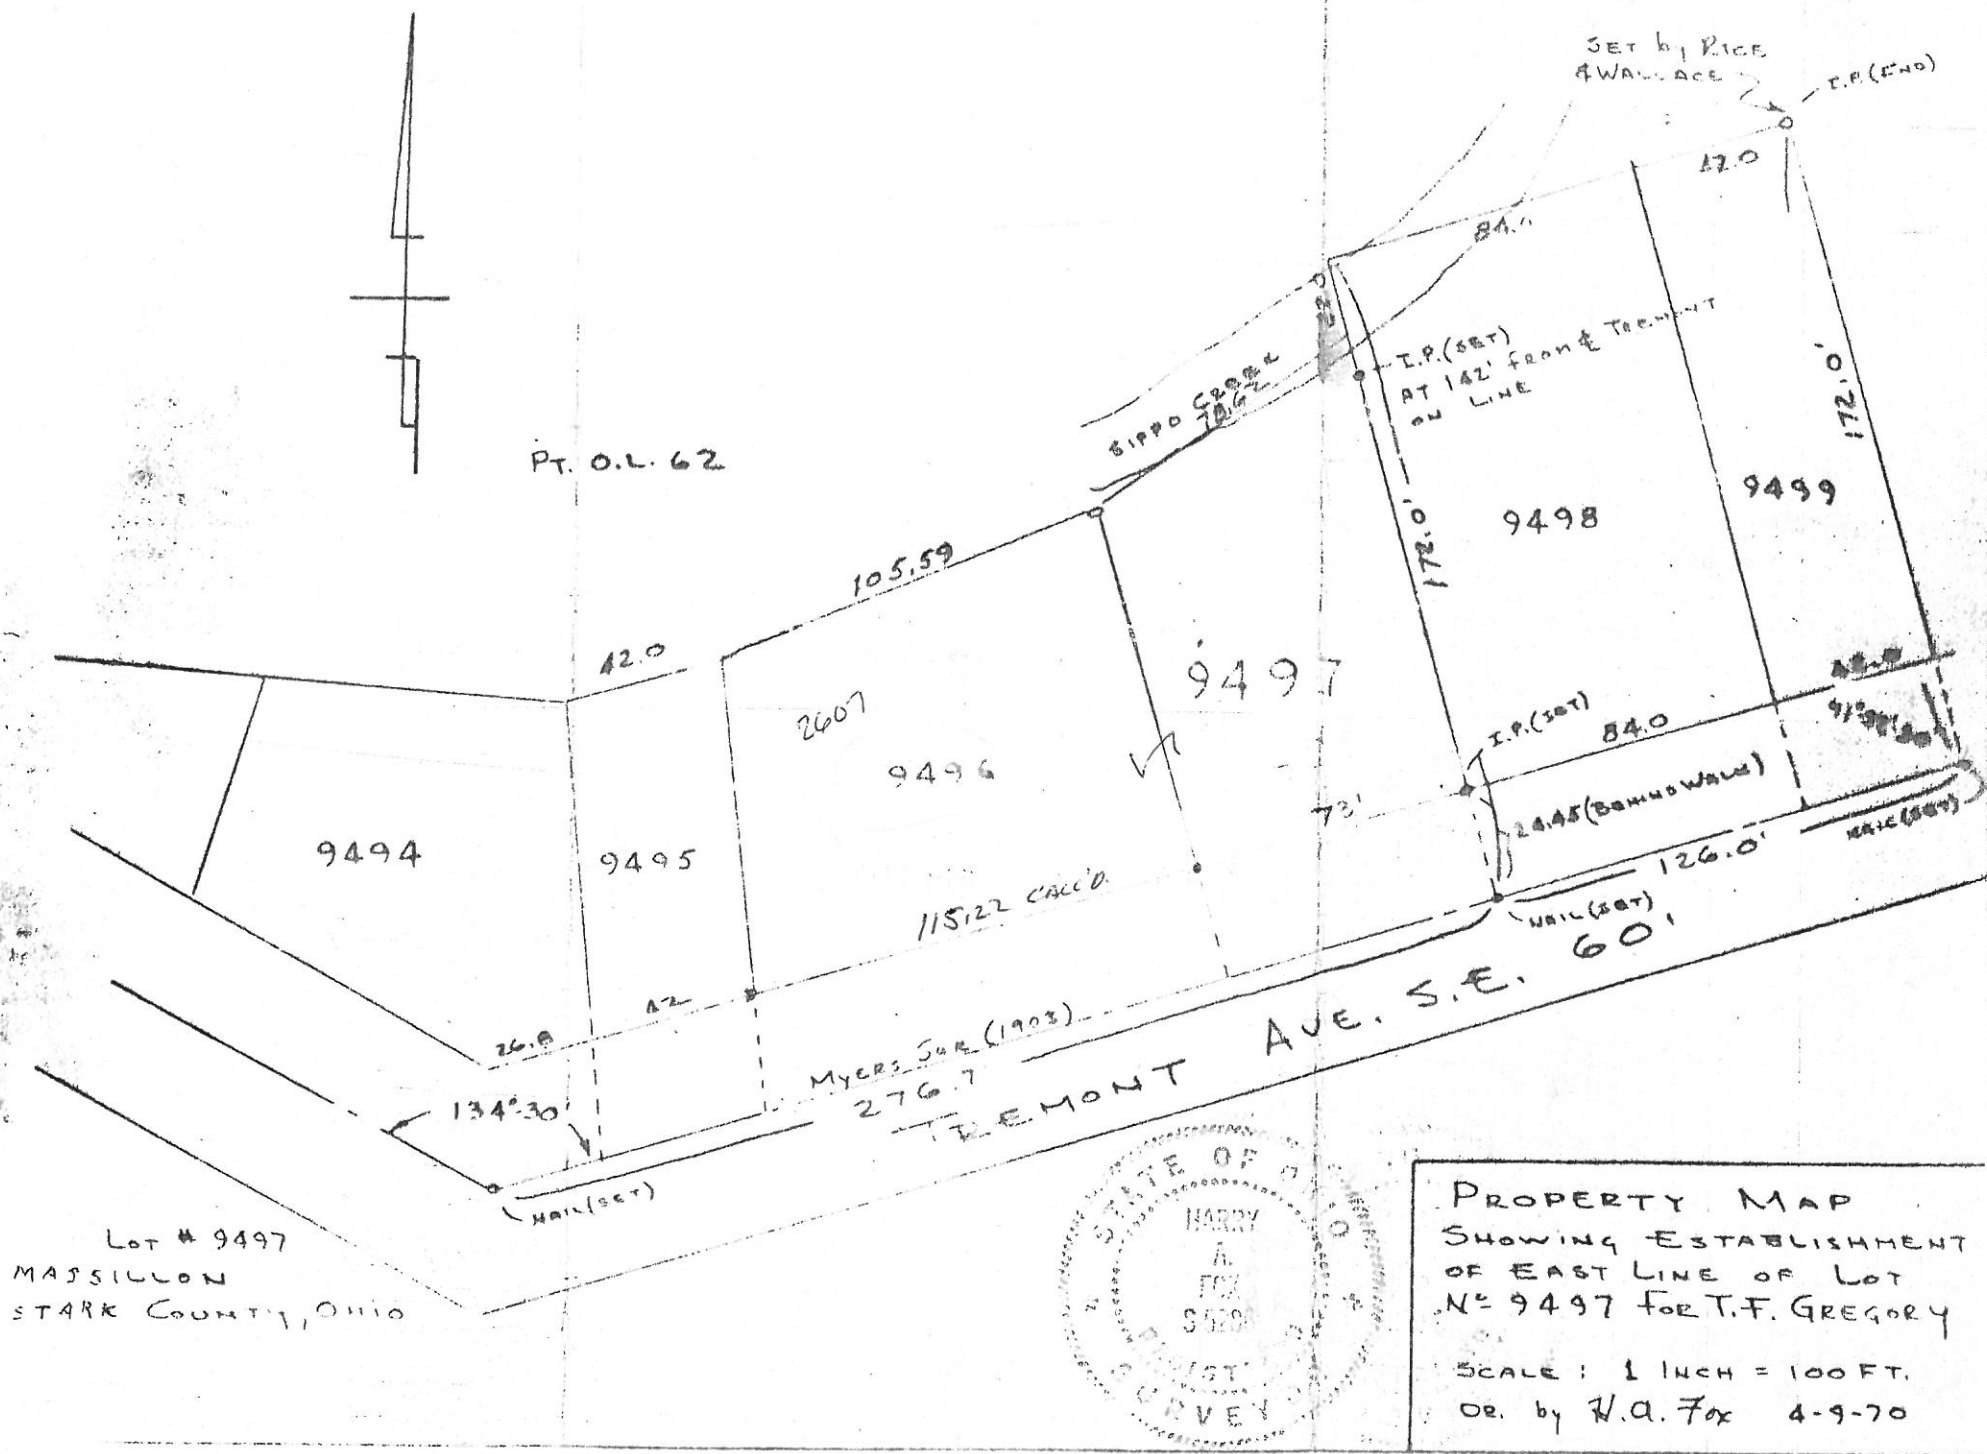 SET by RICE
& WALLACE
I.P. (FND)
42.0
84.0
I.P. (SET)
AT 142' FROM ℄ TREMONT
ON LINE
SIPPO CREEK
PT. O.L. 62
172.0'
172.0'
9499
9498
105.59
42.0
9497
2607
9496
I.P. (SET)
84.0
73'
24.45 (BEHIND WALK)
9494
9495
115.22 CALC'D.
126.0'
NAIL (SET)
NAIL (SET)
60'
42
26.8
MYERS SUR (1903)
276.7
TREMONT AVE. S.E.
134°-30'
NAIL (SET)
LOT # 9497
MASSILLON
STARK COUNTY, OHIO
STATE OF OHIO
HARRY
A.
FOX
SURVEYOR
PROPERTY MAP
SHOWING ESTABLISHMENT
OF EAST LINE OF LOT
Nº 9497 FOR T.F. GREGORY
SCALE : 1 INCH = 100 FT.
DR. by H.A. Fox 4-9-70